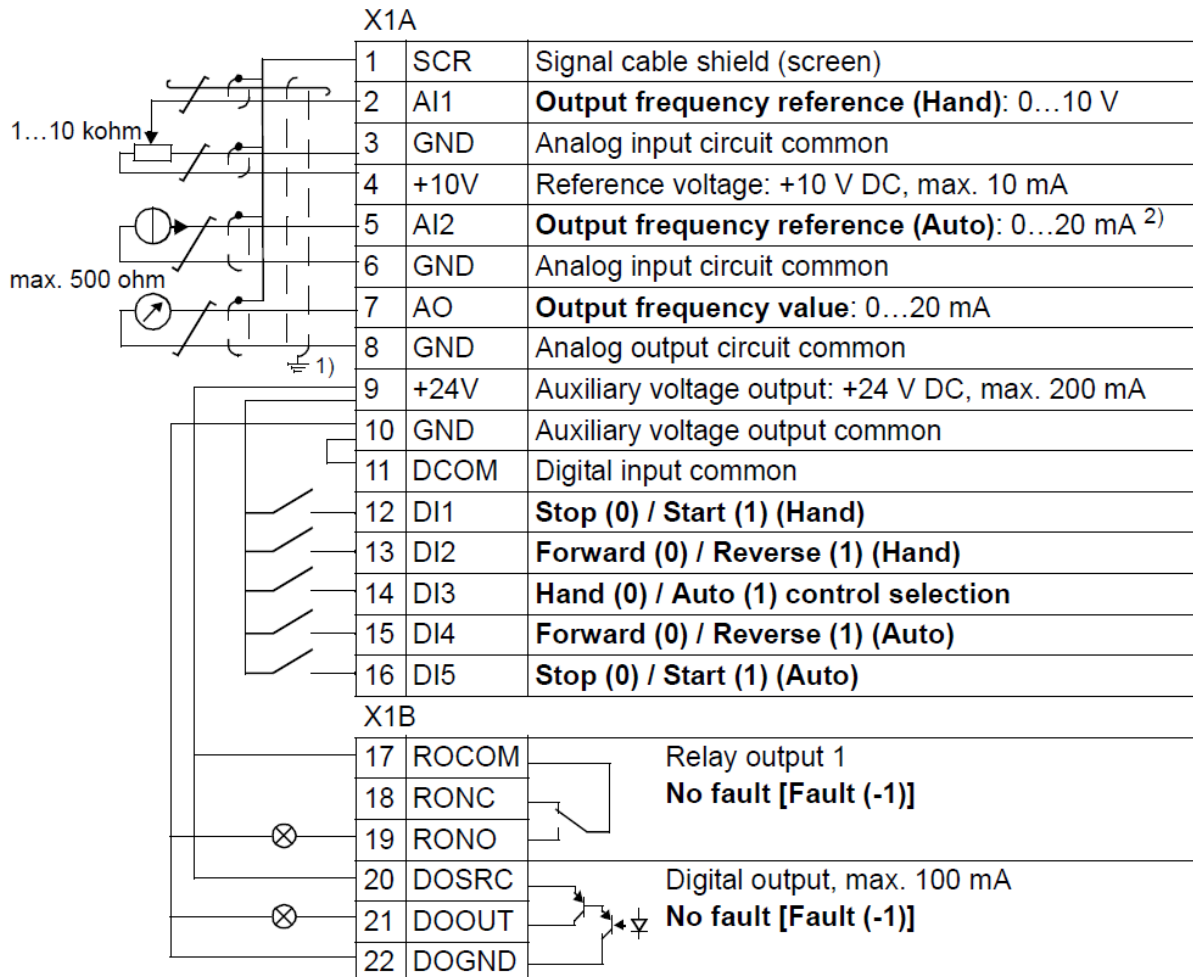 X1A
1 SCR Signal cable shield (screen)
2 AI1 Output frequency reference (Hand): 0…10 V
1…10 kohm
3 GND Analog input circuit common
4 +10V Reference voltage: +10 V DC, max. 10 mA
5 AI2 Output frequency reference (Auto): 0…20 mA 2)
6 GND Analog input circuit common
max. 500 ohm
7 AO Output frequency value: 0…20 mA
8 GND Analog output circuit common
1)
9 +24V Auxiliary voltage output: +24 V DC, max. 200 mA
10 GND Auxiliary voltage output common
11 DCOM Digital input common
12 DI1 Stop (0) / Start (1) (Hand)
13 DI2 Forward (0) / Reverse (1) (Hand)
14 DI3 Hand (0) / Auto (1) control selection
15 DI4 Forward (0) / Reverse (1) (Auto)
16 DI5 Stop (0) / Start (1) (Auto)
X1B
17 ROCOM Relay output 1
18 RONC No fault [Fault (-1)]
19 RONO
20 DOSRC Digital output, max. 100 mA
21 DOOUT No fault [Fault (-1)]
22 DOGND